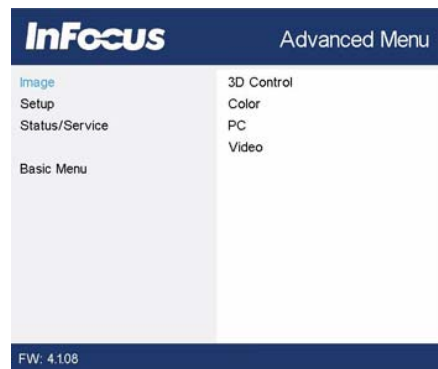 InFocus
Advanced Menu
Image
Setup
Status/Service
Basic Menu
3D Control
Color
PC
Video
FW: 4.1.08